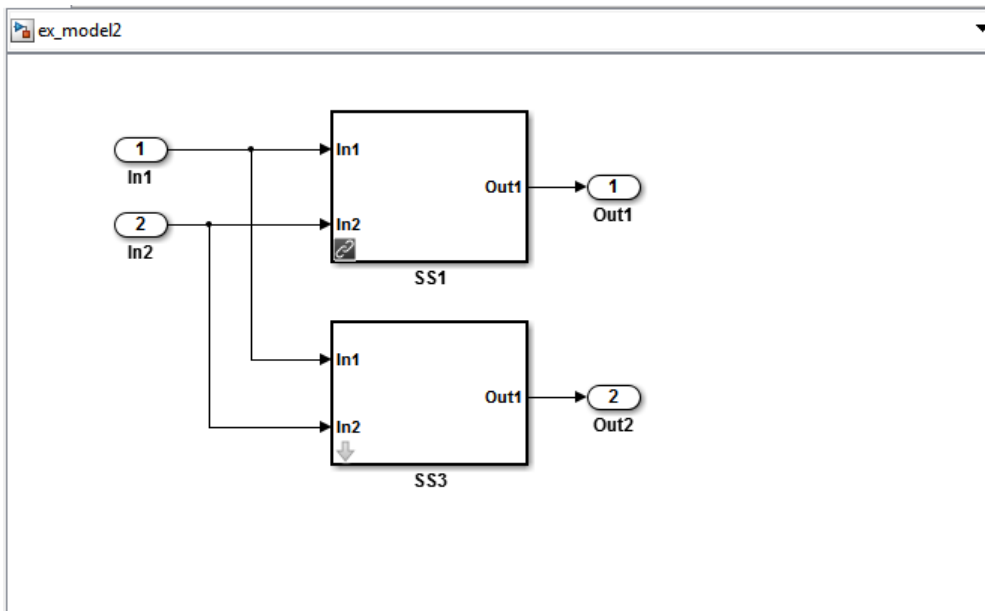 ex_model2
1
In1
In1
Out1
1
Out1
2
In2
In2
SS1
In1
Out1
2
Out2
In2
SS3